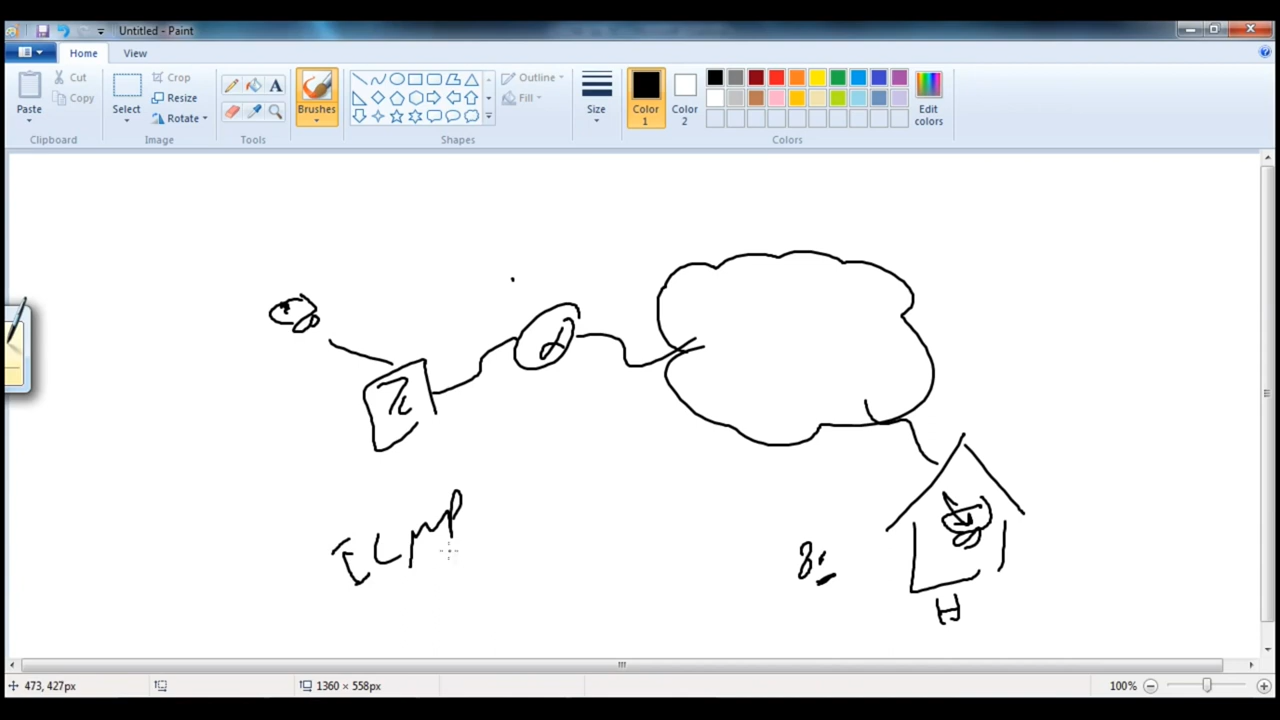 Untitled - Paint
Home
View
Paste
Cut
Copy
Select
Crop
Resize
Rotate
Brushes
Outline
Fill
Size
Color
1
Color
2
Edit
colors
Clipboard
Image
Tools
Shapes
Colors
ICMP
H
473, 427px
1360 × 558px
100%